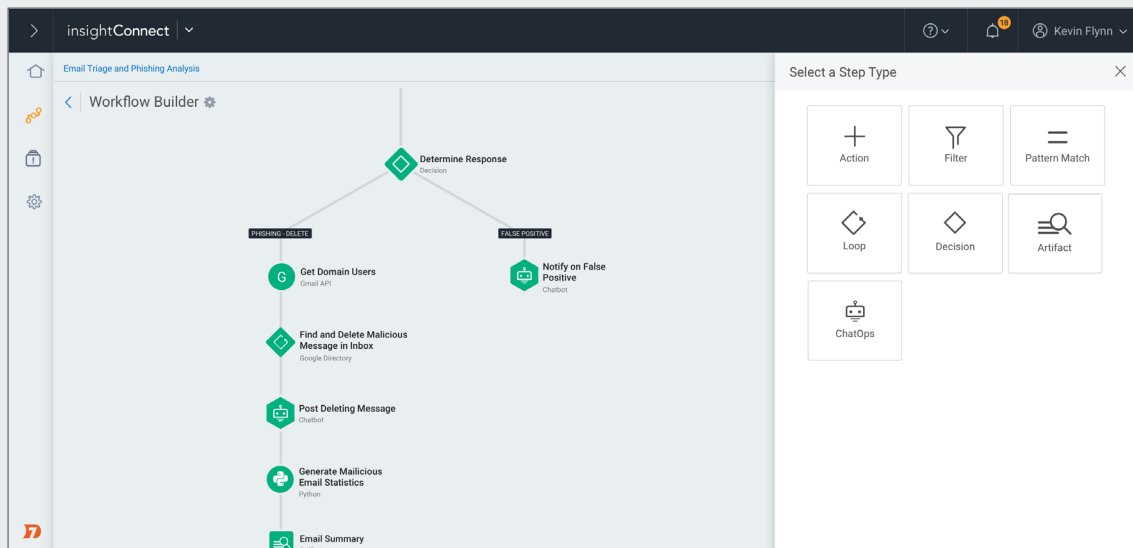 insightConnect
18
Kevin Flynn
Email Triage and Phishing Analysis
Workflow Builder
Determine Response
Decision
PHISHING - DELETE
FALSE POSITIVE
G
Get Domain Users
Gmail API
Notify on False
Positive
Chatbot
Find and Delete Malicious
Message in Inbox
Google Directory
Post Deleting Message
Chatbot
Generate Mailicious
Email Statistics
Python
Email Summary
Select a Step Type
Action
Filter
Pattern Match
Loop
Decision
Artifact
ChatOps